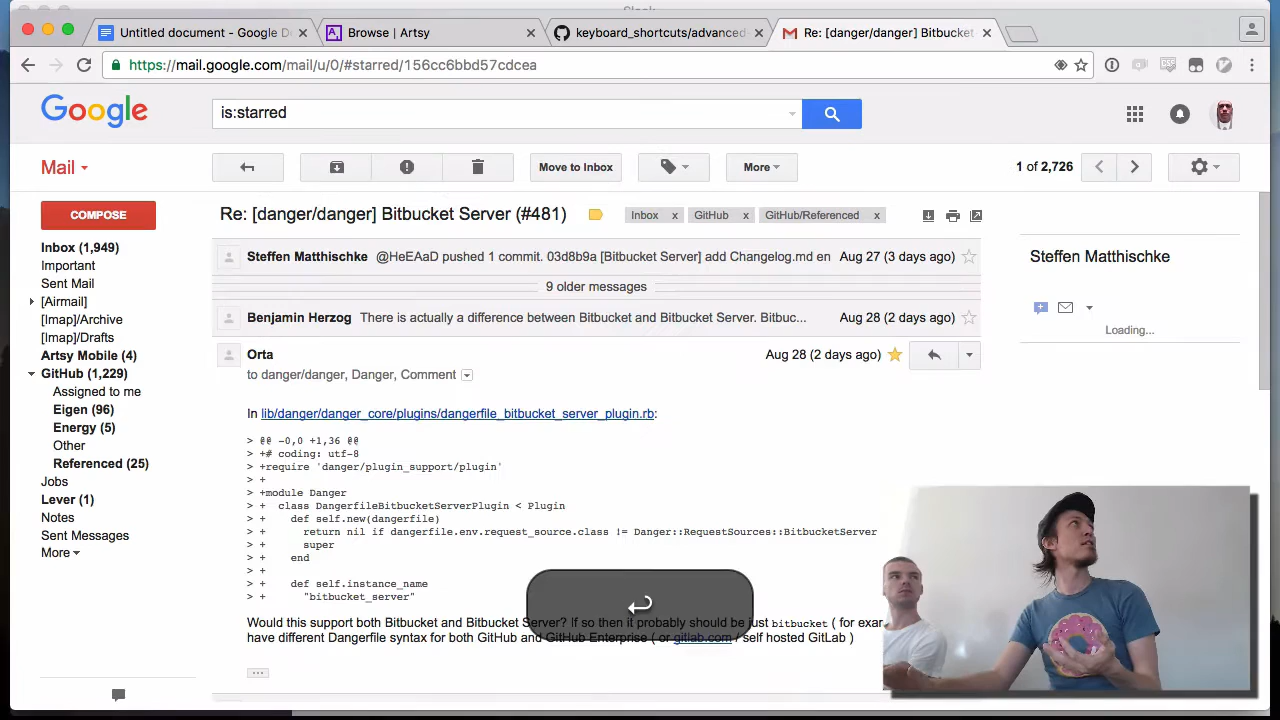 Untitled document - Google D
Browse | Artsy
keyboard_shortcuts/advanced
Re: [danger/danger] Bitbucket
https://mail.google.com/mail/u/0/#starred/156cc6bbd57cdcea
Google
is:starred
Mail
Move to Inbox
More
1 of 2,726
COMPOSE
Inbox (1,949)
Important
Sent Mail
[Airmail]
[Imap]/Archive
[Imap]/Drafts
Artsy Mobile (4)
GitHub (1,229)
Assigned to me
Eigen (96)
Energy (5)
Other
Referenced (25)
Jobs
Lever (1)
Notes
Sent Messages
More
Re: [danger/danger] Bitbucket Server (#481)
Inbox x GitHub x GitHub/Referenced x
Steffen Matthischke @HeEAaD pushed 1 commit. 03d8b9a [Bitbucket Server] add Changelog.md en Aug 27 (3 days ago)
9 older messages
Benjamin Herzog There is actually a difference between Bitbucket and Bitbucket Server. Bitbuc... Aug 28 (2 days ago)
Orta Aug 28 (2 days ago)
to danger/danger, Danger, Comment
In lib/danger/danger_core/plugins/dangerfile_bitbucket_server_plugin.rb:
> @@ -0,0 +1,36 @@
> +# coding: utf-8
> +require 'danger/plugin_support/plugin'
> +
> +module Danger
> +  class DangerfileBitbucketServerPlugin < Plugin
> +    def self.new(dangerfile)
> +      return nil if dangerfile.env.request_source.class != Danger::RequestSources::BitbucketServer
> +      super
> +    end
> +
> +    def self.instance_name
> +      "bitbucket_server"
Would this support both Bitbucket and Bitbucket Server? If so then it probably should be just bitbucket ( for exar
have different Dangerfile syntax for both GitHub and GitHub Enterprise ( or gitlab.com / self hosted GitLab )
Steffen Matthischke
Loading...